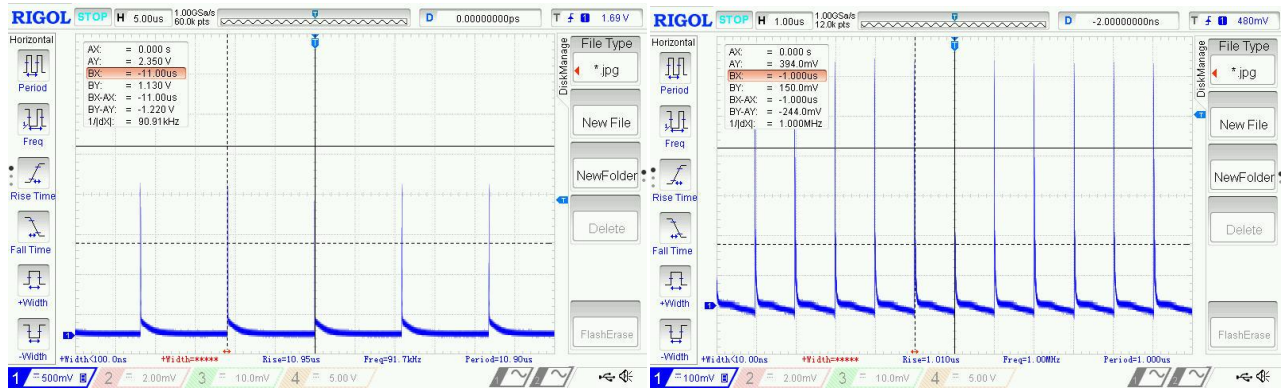 RIGOL STOP H 5.00us 1.00GSa/s 60.0k pts D 0.00000000ps T 1 1.69 V
Horizontal
Period
Freq
Rise Time
Fall Time
+Width
-Width
AX: = 0.000 s
AY: = 2.350 V
BX: = -11.00us
BY: = 1.130 V
BX-AX: = -11.00us
BY-AY: = -1.220 V
1/|dX|: = 90.91kHz
T
T
1
DiskManage
File Type
*.jpg
New File
NewFolder
Delete
FlashErase
+Width<100.0ns +Width=***** Rise=10.95us Freq=91.7kHz Period=10.90us
1 = 500mV 2 = 2.00mV 3 = 10.0mV 4 = 5.00 V
RIGOL STOP H 1.00us 1.00GSa/s 12.0k pts D -2.00000000ns T 1 480mV
Horizontal
Period
Freq
Rise Time
Fall Time
+Width
-Width
AX: = 0.000 s
AY: = 394.0mV
BX: = -1.000us
BY: = 150.0mV
BX-AX: = -1.000us
BY-AY: = -244.0mV
1/|dX|: = 1.000MHz
T
T
1
DiskManage
File Type
*.jpg
New File
NewFolder
Delete
FlashErase
+Width<10.00ns +Width=***** Rise=1.010us Freq=1.00MHz Period=1.000us
1 = 100mV 2 = 2.00mV 3 = 10.0mV 4 = 5.00 V